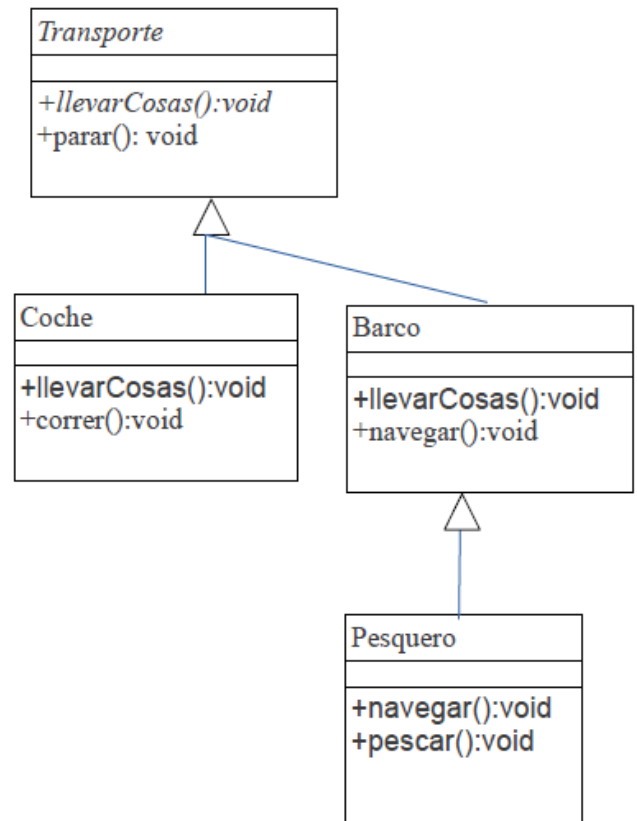 Transporte
+llevarCosas():void
+parar(): void
Coche
+llevarCosas():void
+correr():void
Barco
+llevarCosas():void
+navegar():void
Pesquero
+navegar():void
+pescar():void